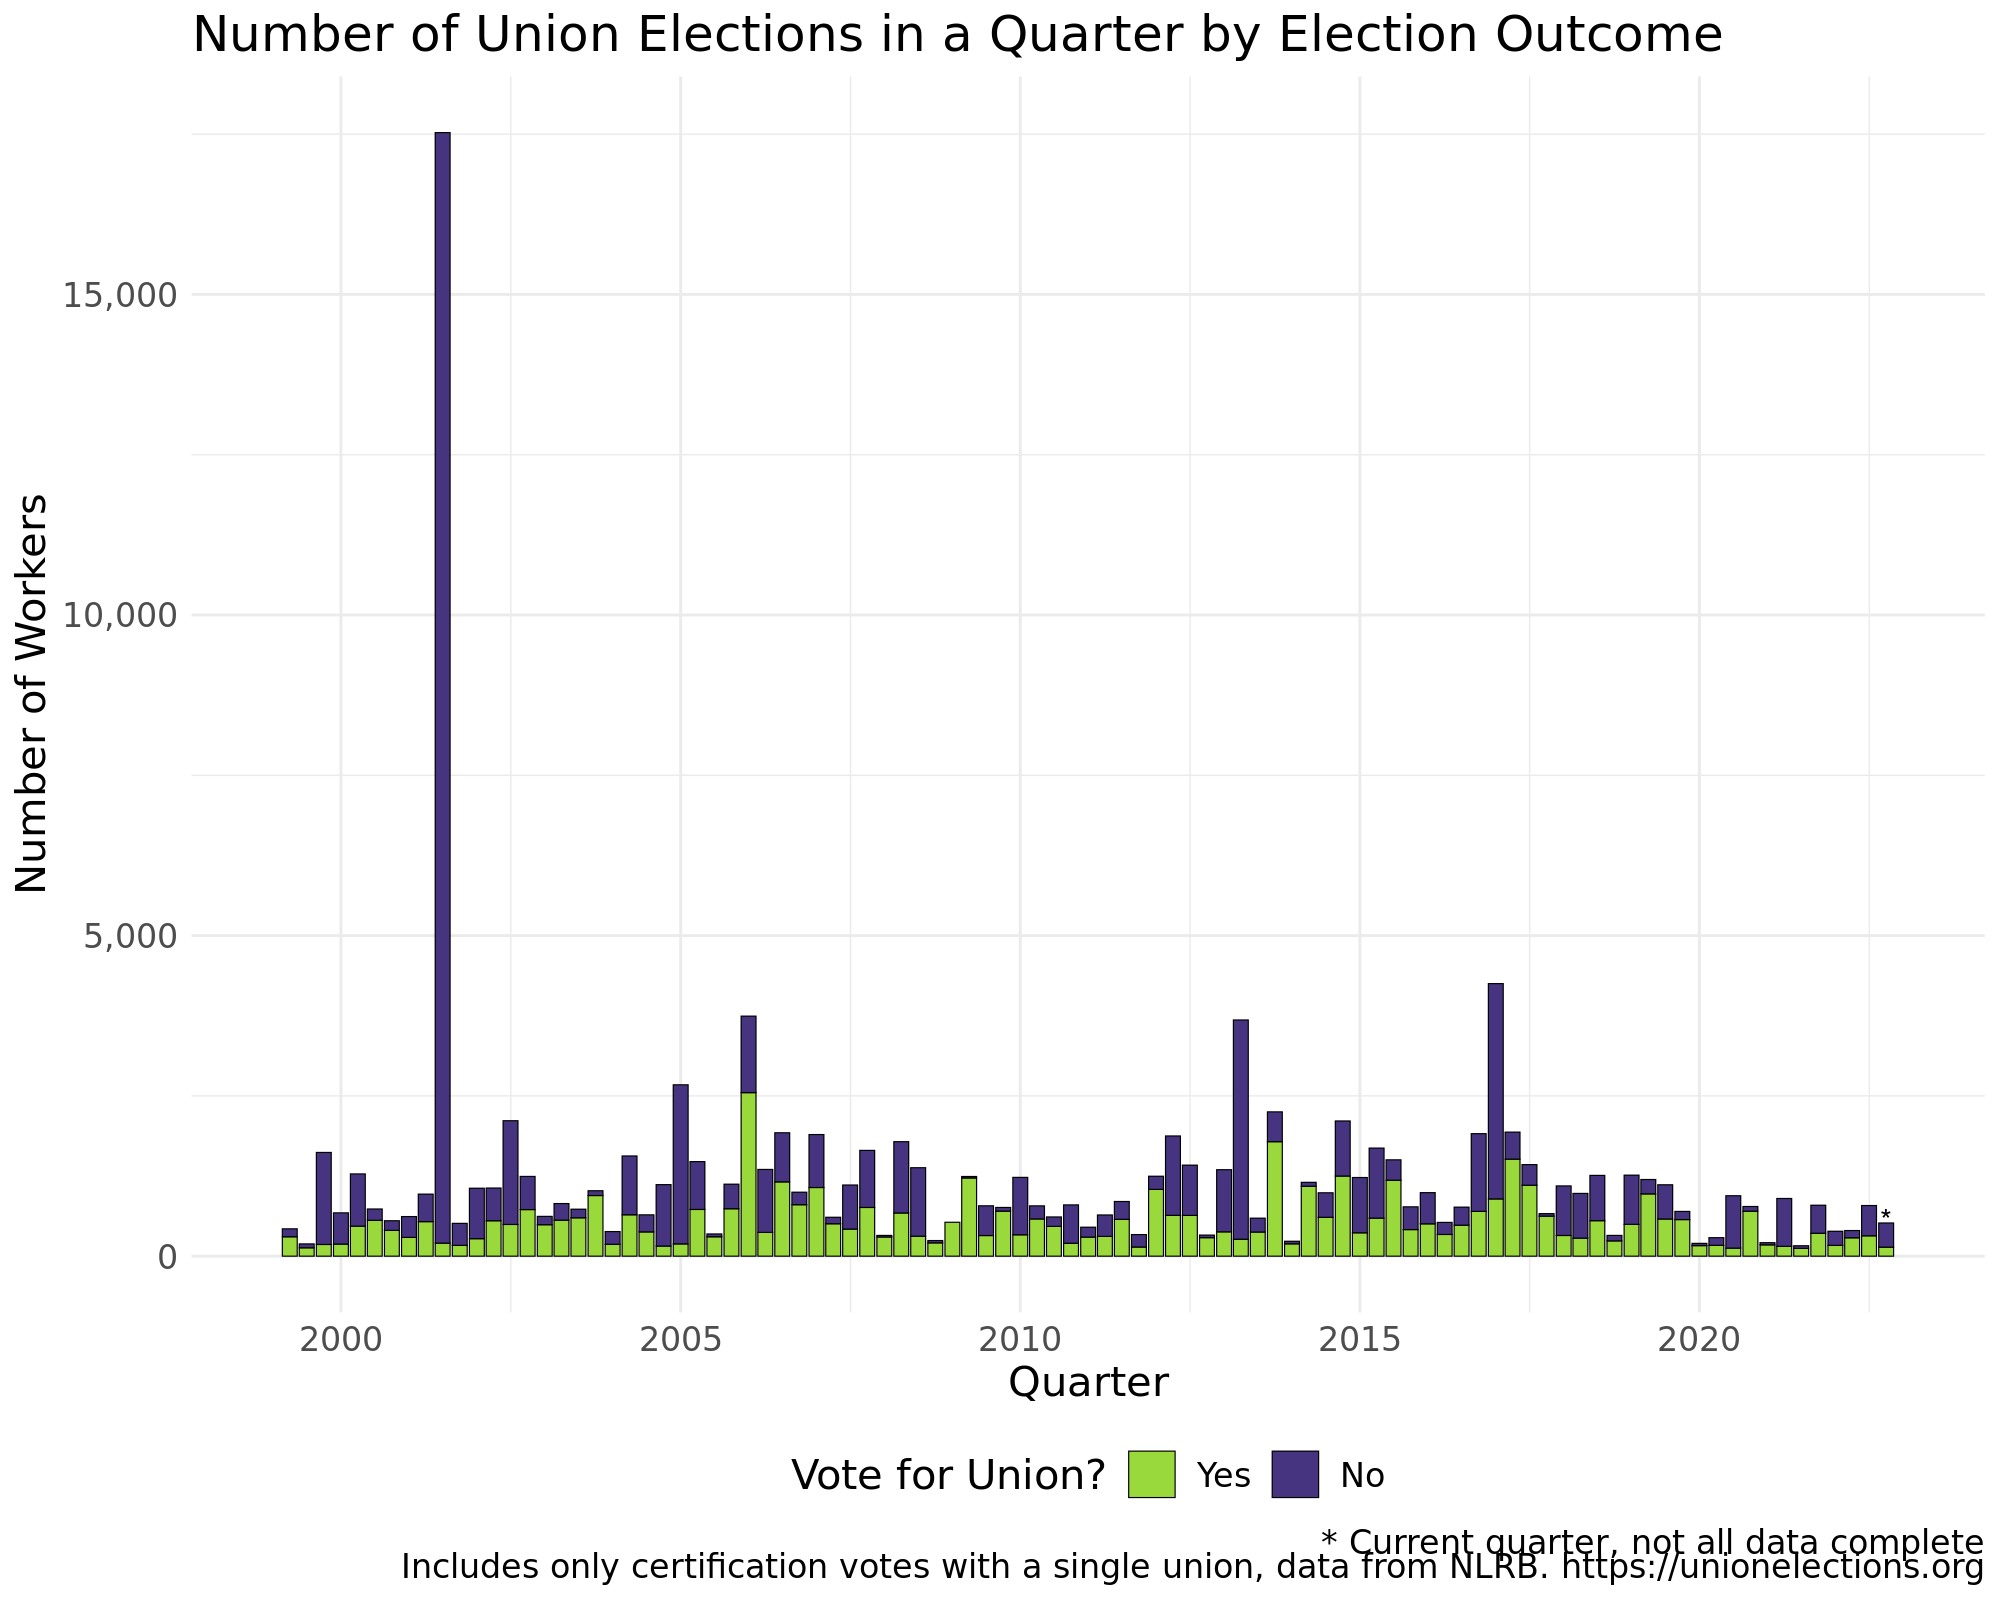 Number of Union Elections in a Quarter by Election Outcome
Number of Workers
15,000
10,000
5,000
0
*
2000 2005 2010 2015 2020
Quarter
Vote for Union? Yes No
* Current quarter, not all data complete
Includes only certification votes with a single union, data from NLRB. https://unionelections.org